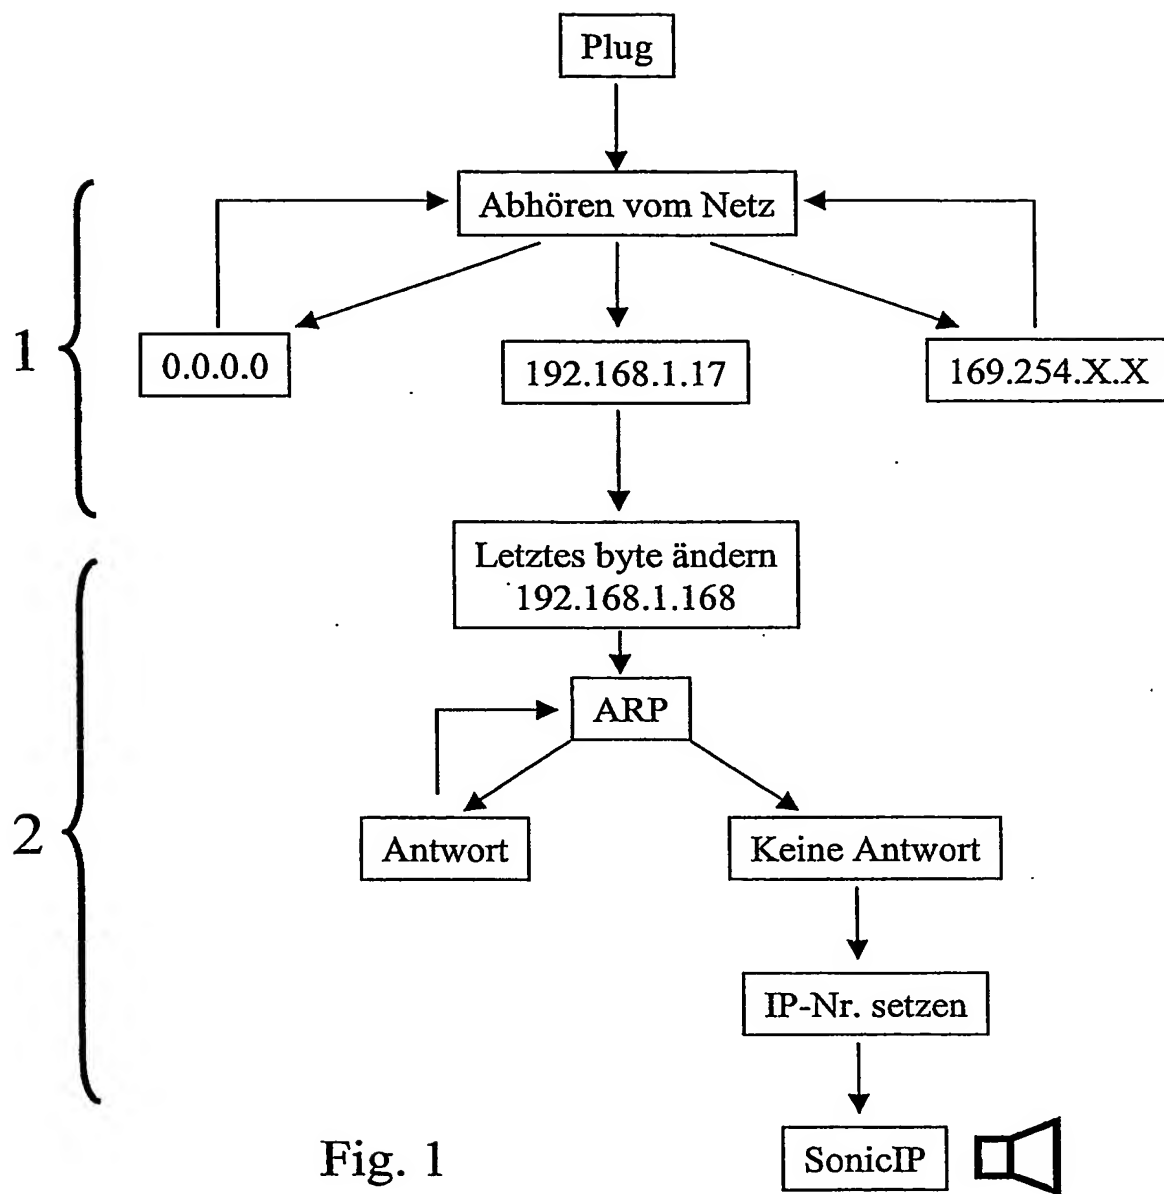 Plug
Abhören vom Netz
1
0.0.0.0
192.168.1.17
169.254.X.X
Letztes byte ändern
192.168.1.168
ARP
2
Antwort
Keine Antwort
IP-Nr. setzen
SonicIP
Fig. 1